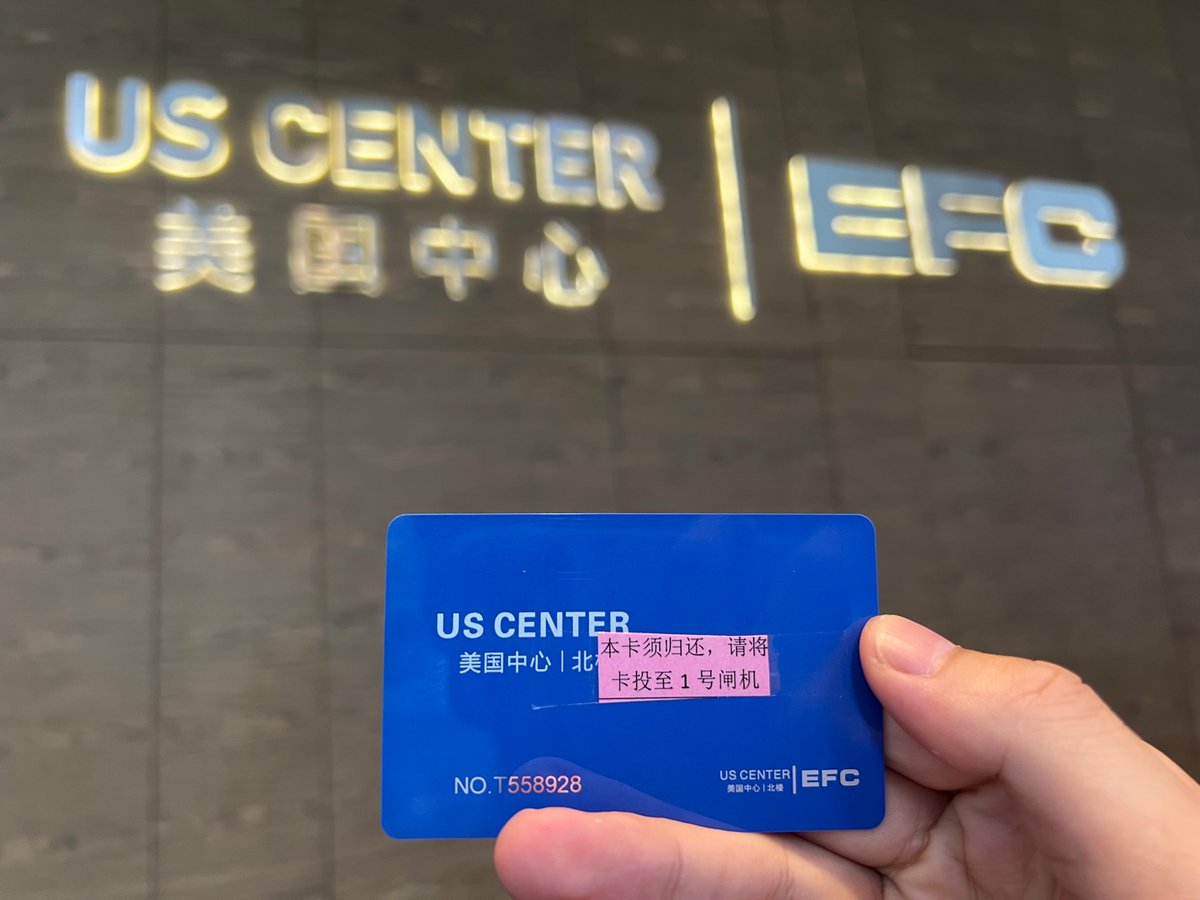 US CENTER
美国中心
EFC
US CENTER
美国中心 | 北
本卡须归还，请将
卡投至 1 号闸机
NO.T558928
US CENTER
美国中心 | 北楼
EFC